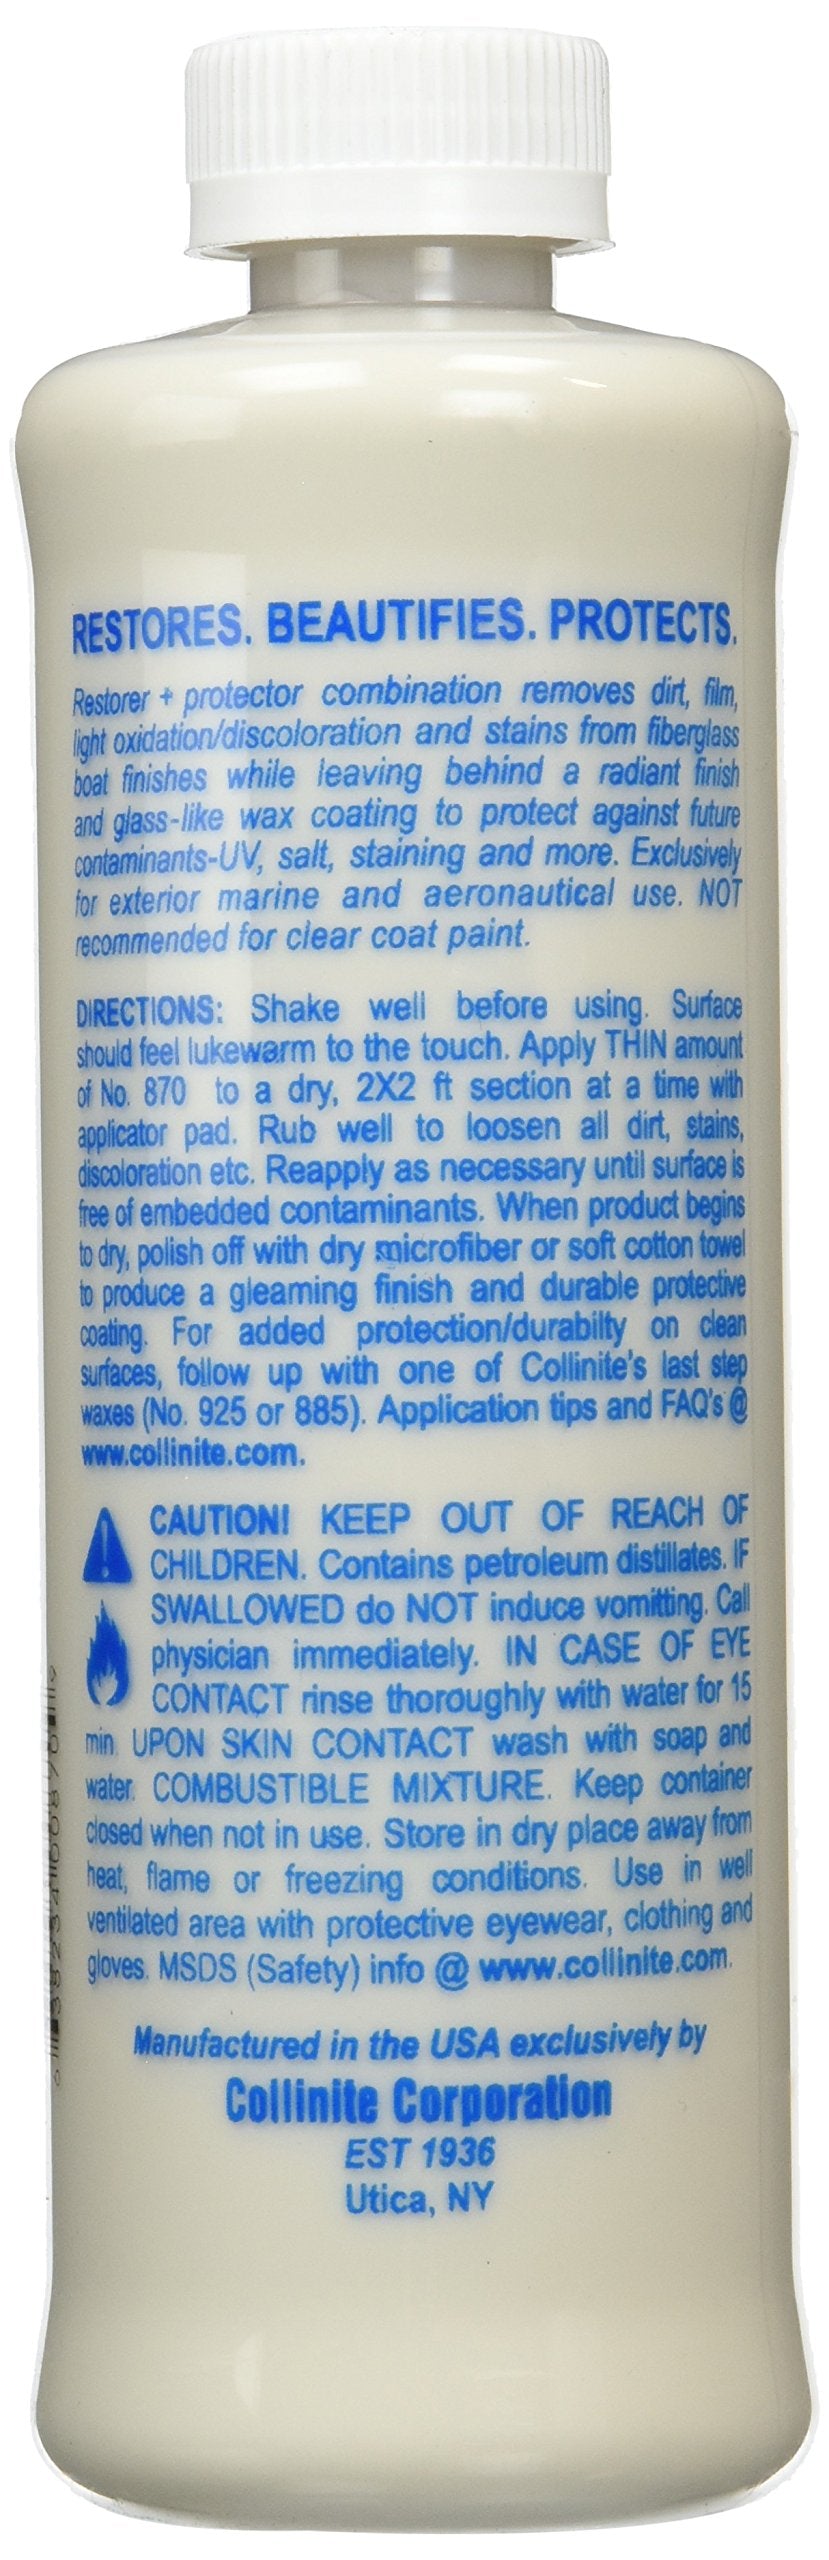 RESTORES. BEAUTIFIES. PROTECTS.
Restorer + protector combination removes dirt, film,
light oxidation/discoloration and stains from fiberglass
boat finishes while leaving behind a radiant finish
and glass-like wax coating to protect against future
contaminants-UV, salt, staining and more. Exclusively
for exterior marine and aeronautical use. NOT
recommended for clear coat paint.
DIRECTIONS: Shake well before using. Surface
should feel lukewarm to the touch. Apply THIN amount
of No. 870 to a dry, 2X2 ft section at a time with
applicator pad. Rub well to loosen all dirt, stains,
discoloration etc. Reapply as necessary until surface is
free of embedded contaminants. When product begins
to dry, polish off with dry microfiber or soft cotton towel
to produce a gleaming finish and durable protective
coating. For added protection/durabilty on clean
surfaces, follow up with one of Collinite's last step
waxes (No. 925 or 885). Application tips and FAQ's @
www.collinite.com.
CAUTION! KEEP OUT OF REACH OF
CHILDREN. Contains petroleum distillates. IF
SWALLOWED do NOT induce vomitting. Call
physician immediately. IN CASE OF EYE
CONTACT rinse thoroughly with water for 15
min. UPON SKIN CONTACT wash with soap and
water. COMBUSTIBLE MIXTURE. Keep container
closed when not in use. Store in dry place away from
heat, flame or freezing conditions. Use in well
ventilated area with protective eyewear, clothing and
gloves. MSDS (Safety) info @ www.collinite.com.
Manufactured in the USA exclusively by
Collinite Corporation
EST 1936
Utica, NY